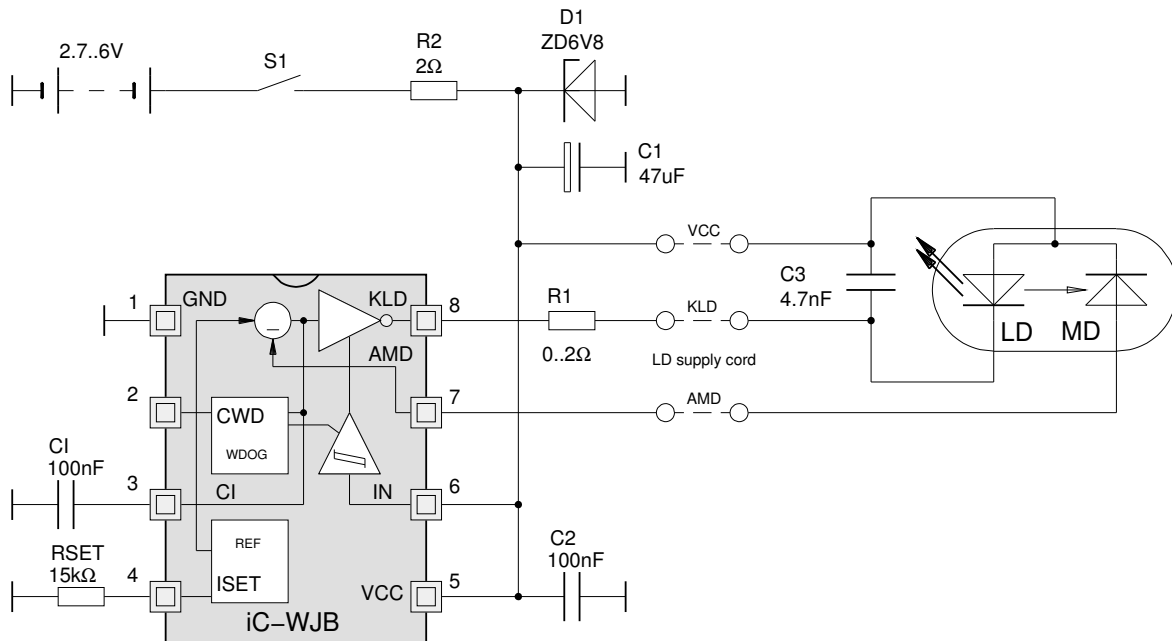 2.7..6V
S1
R2
2Ω
D1
ZD6V8
C1
47uF
VCC
C3
4.7nF
LD
MD
1
GND
KLD
8
R1
0..2Ω
KLD
LD supply cord
AMD
7
AMD
2
CWD
WDOG
CI
100nF
3
CI
IN
6
RSET
15kΩ
4
REF
ISET
VCC
5
C2
100nF
iC-WJB
_